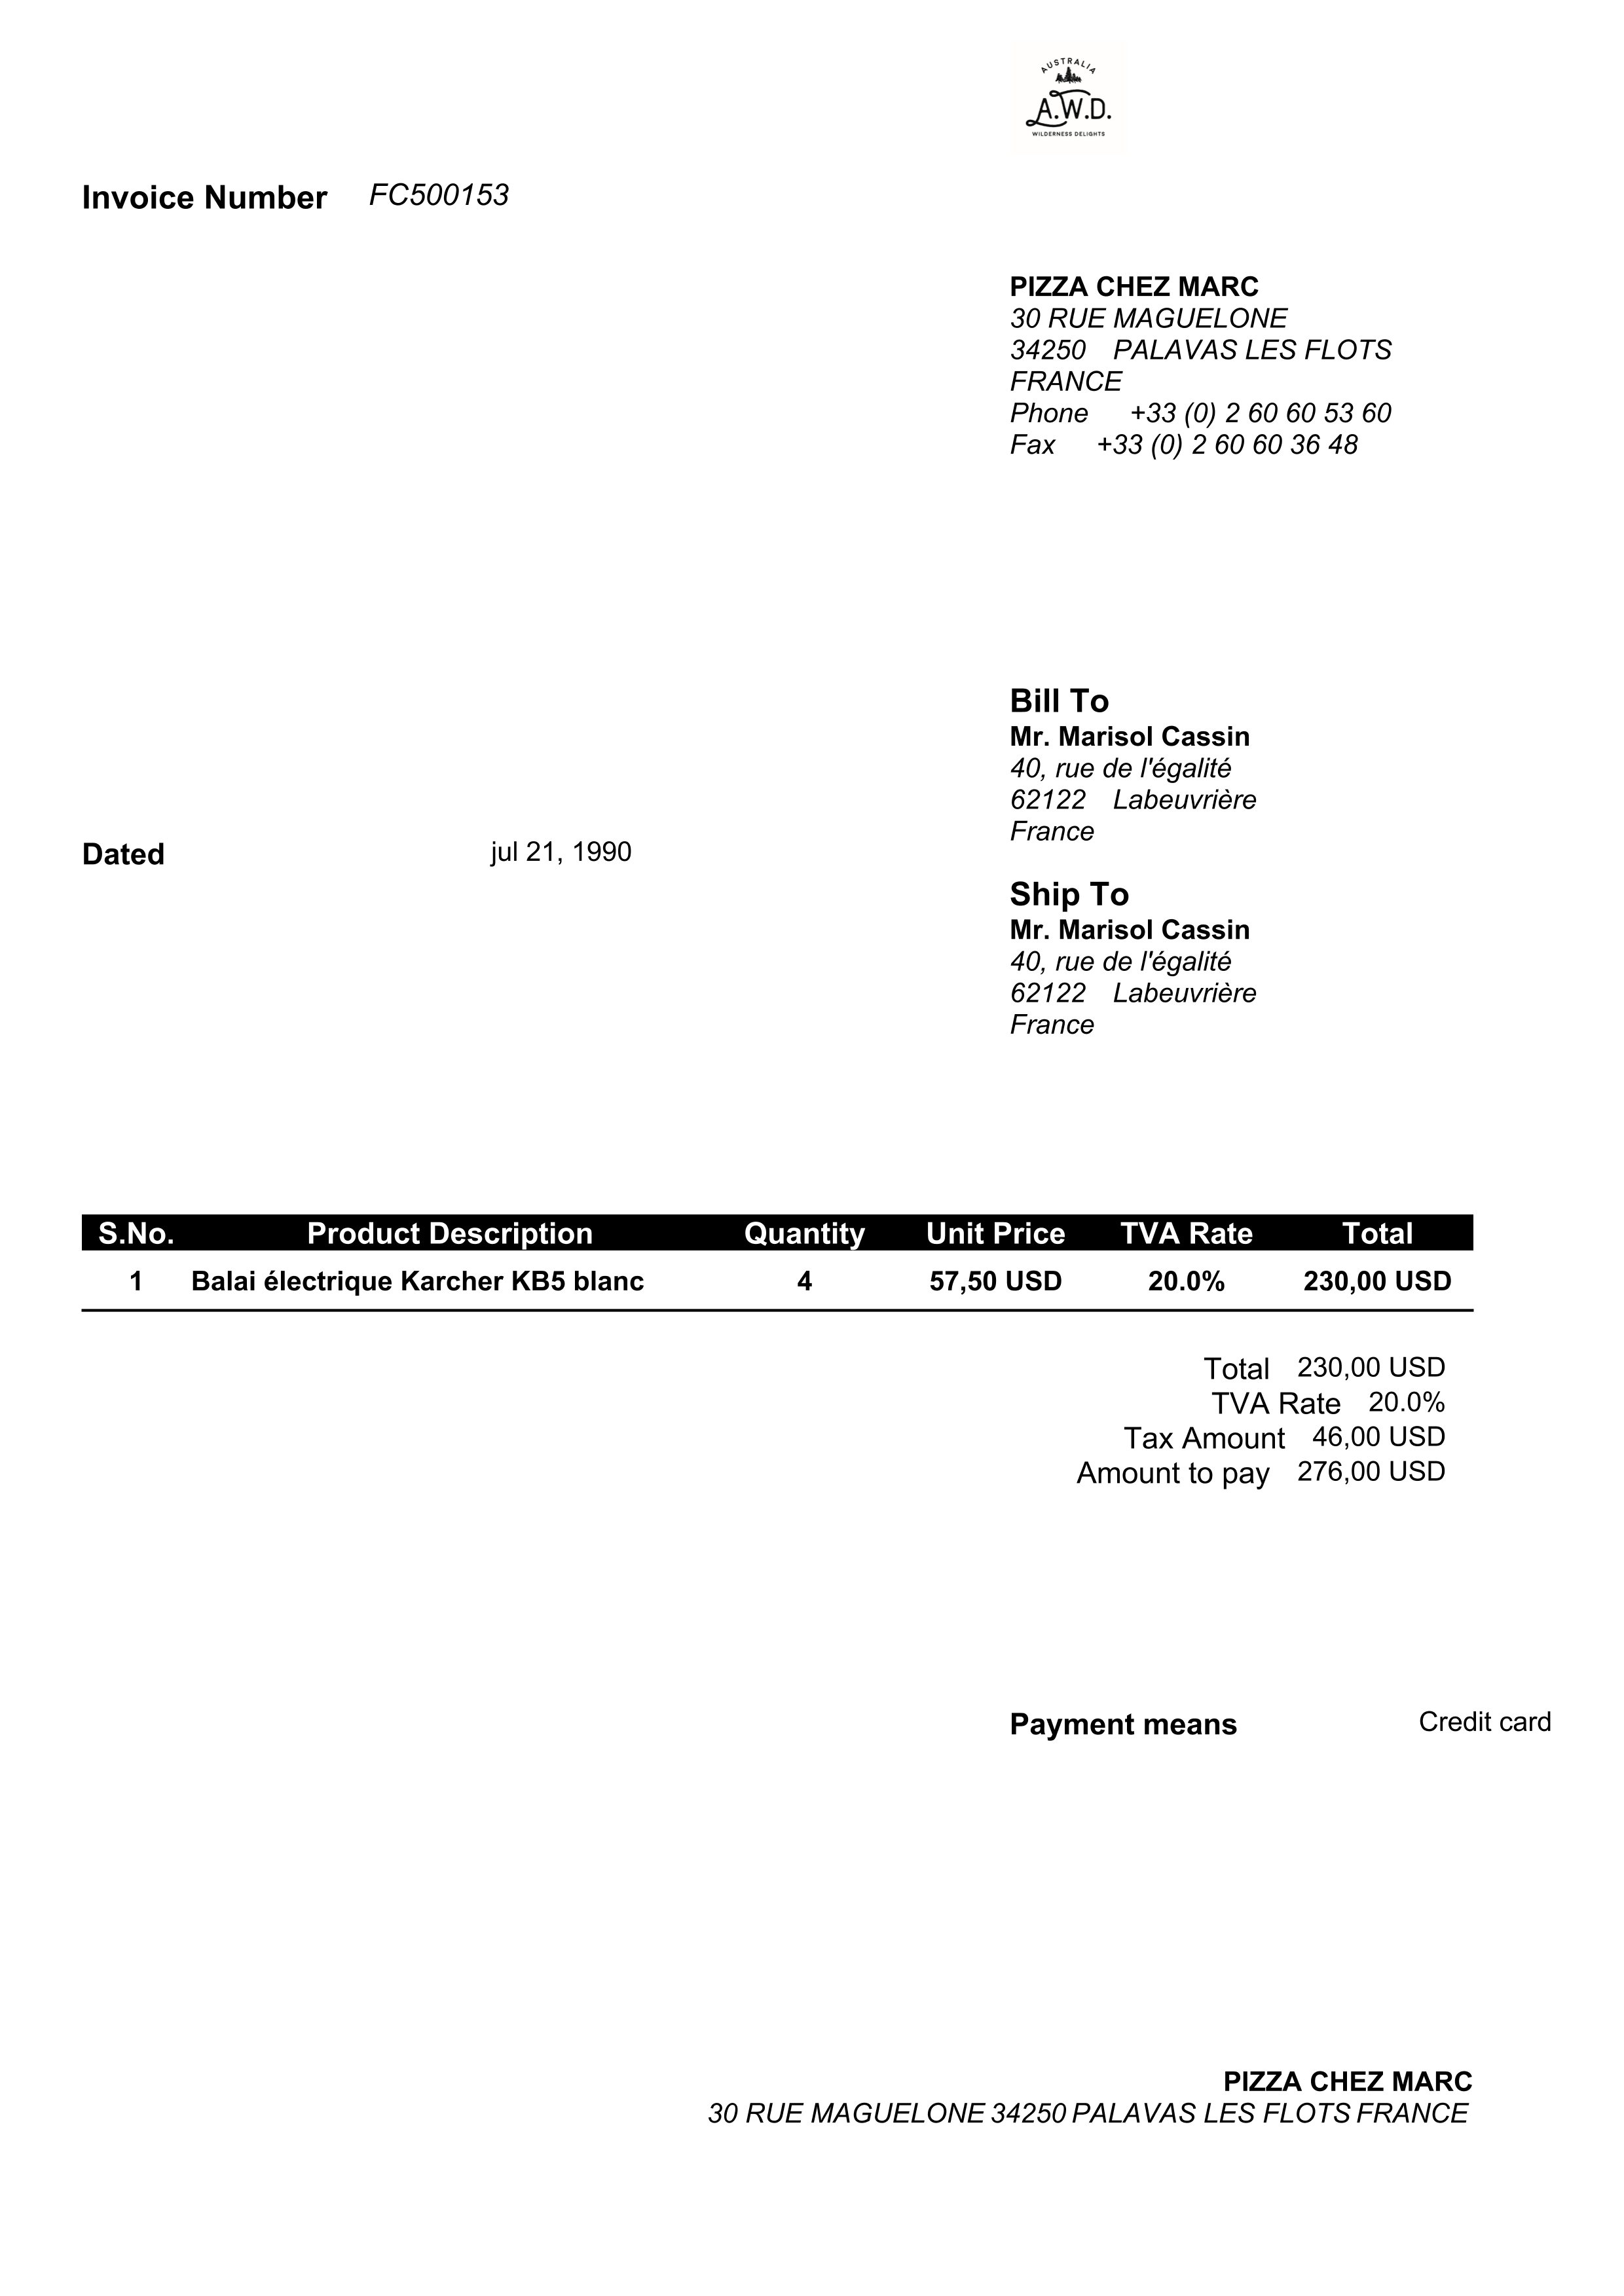 AUSTRALIA
A.W.D.
WILDERNESS DELIGHTS
Invoice Number FC500153
PIZZA CHEZ MARC
30 RUE MAGUELONE
34250 PALAVAS LES FLOTS
FRANCE
Phone +33 (0) 2 60 60 53 60
Fax +33 (0) 2 60 60 36 48
Bill To
Mr. Marisol Cassin
40, rue de l'égalité
62122 Labeuvrière
France
Dated jul 21, 1990
Ship To
Mr. Marisol Cassin
40, rue de l'égalité
62122 Labeuvrière
France
S.No. Product Description Quantity Unit Price TVA Rate Total
1 Balai électrique Karcher KB5 blanc 4 57,50 USD 20.0% 230,00 USD
Total 230,00 USD
TVA Rate 20.0%
Tax Amount 46,00 USD
Amount to pay 276,00 USD
Payment means Credit card
PIZZA CHEZ MARC
30 RUE MAGUELONE 34250 PALAVAS LES FLOTS FRANCE